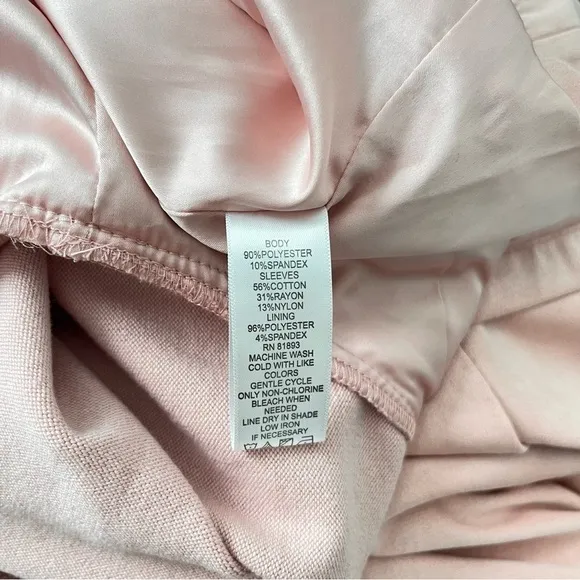 BODY
90%POLYESTER
10%SPANDEX
SLEEVES
56%COTTON
31%RAYON
13%NYLON
LINING
96%POLYESTER
4%SPANDEX
RN 81893
MACHINE WASH
COLD WITH LIKE
COLORS
GENTLE CYCLE
ONLY NON-CHLORINE
BLEACH WHEN
NEEDED
LINE DRY IN SHADE
LOW IRON
IF NECESSARY